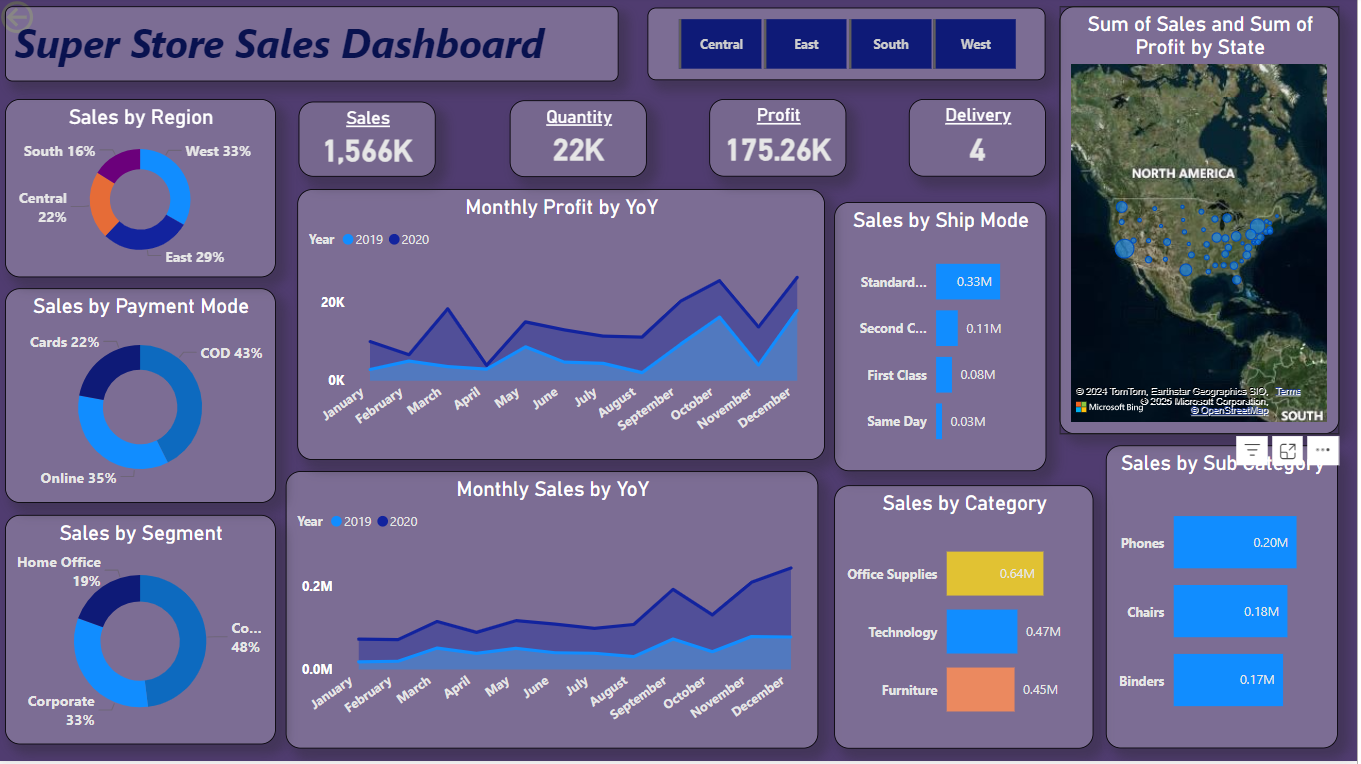 Super Store Sales Dashboard
Central
East
South
West
Sum of Sales and Sum of
Profit by State
NORTH AMERICA
© 2024 TomTom, Earthstar Geographics SIO, Terms
© 2025 Microsoft Corporation,
Microsoft Bing
© OpenStreetMap
SOUTH
Sales by Region
South 16%
West 33%
Central
22%
East 29%
Sales
1,566K
Quantity
22K
Profit
175.26K
Delivery
4
Monthly Profit by YoY
Year 2019 2020
20K
0K
January
February
March
April
May
June
July
August
September
October
November
December
Sales by Ship Mode
Standard... 0.33M
Second C... 0.11M
First Class 0.08M
Same Day 0.03M
Sales by Payment Mode
Cards 22%
COD 43%
Online 35%
Monthly Sales by YoY
Year 2019 2020
0.2M
0.0M
January
February
March
April
May
June
July
August
September
October
November
December
Sales by Category
Office Supplies 0.64M
Technology 0.47M
Furniture 0.45M
Sales by Sub Category
Phones 0.20M
Chairs 0.18M
Binders 0.17M
Sales by Segment
Home Office
19%
Co...
48%
Corporate
33%